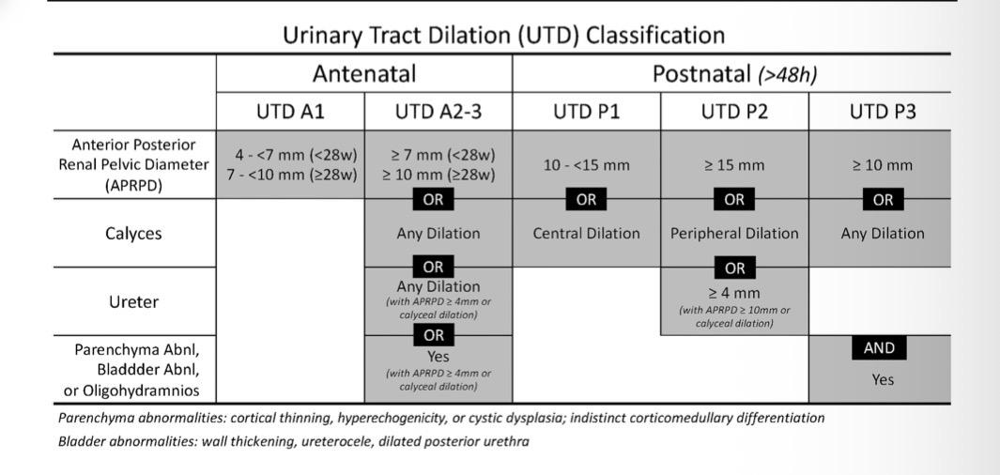 Urinary Tract Dilation (UTD) Classification
Antenatal
Postnatal (>48h)
UTD A1
UTD A2-3
UTD P1
UTD P2
UTD P3
Anterior Posterior
Renal Pelvic Diameter
(APRPD)
4 - <7 mm (<28w)
7 - <10 mm (≥28w)
≥ 7 mm (<28w)
≥ 10 mm (≥28w)
10 - <15 mm
≥ 15 mm
≥ 10 mm
OR
OR
OR
OR
Calyces
Any Dilation
Central Dilation
Peripheral Dilation
Any Dilation
OR
OR
Ureter
Any Dilation
(with APRPD ≥ 4mm or
calyceal dilation)
≥ 4 mm
(with APRPD ≥ 10mm or
calyceal dilation)
OR
AND
Parenchyma Abnl,
Bladdder Abnl,
or Oligohydramnios
Yes
(with APRPD ≥ 4mm or
calyceal dilation)
Yes
Parenchyma abnormalities: cortical thinning, hyperechogenicity, or cystic dysplasia; indistinct corticomedullary differentiation
Bladder abnormalities: wall thickening, ureterocele, dilated posterior urethra